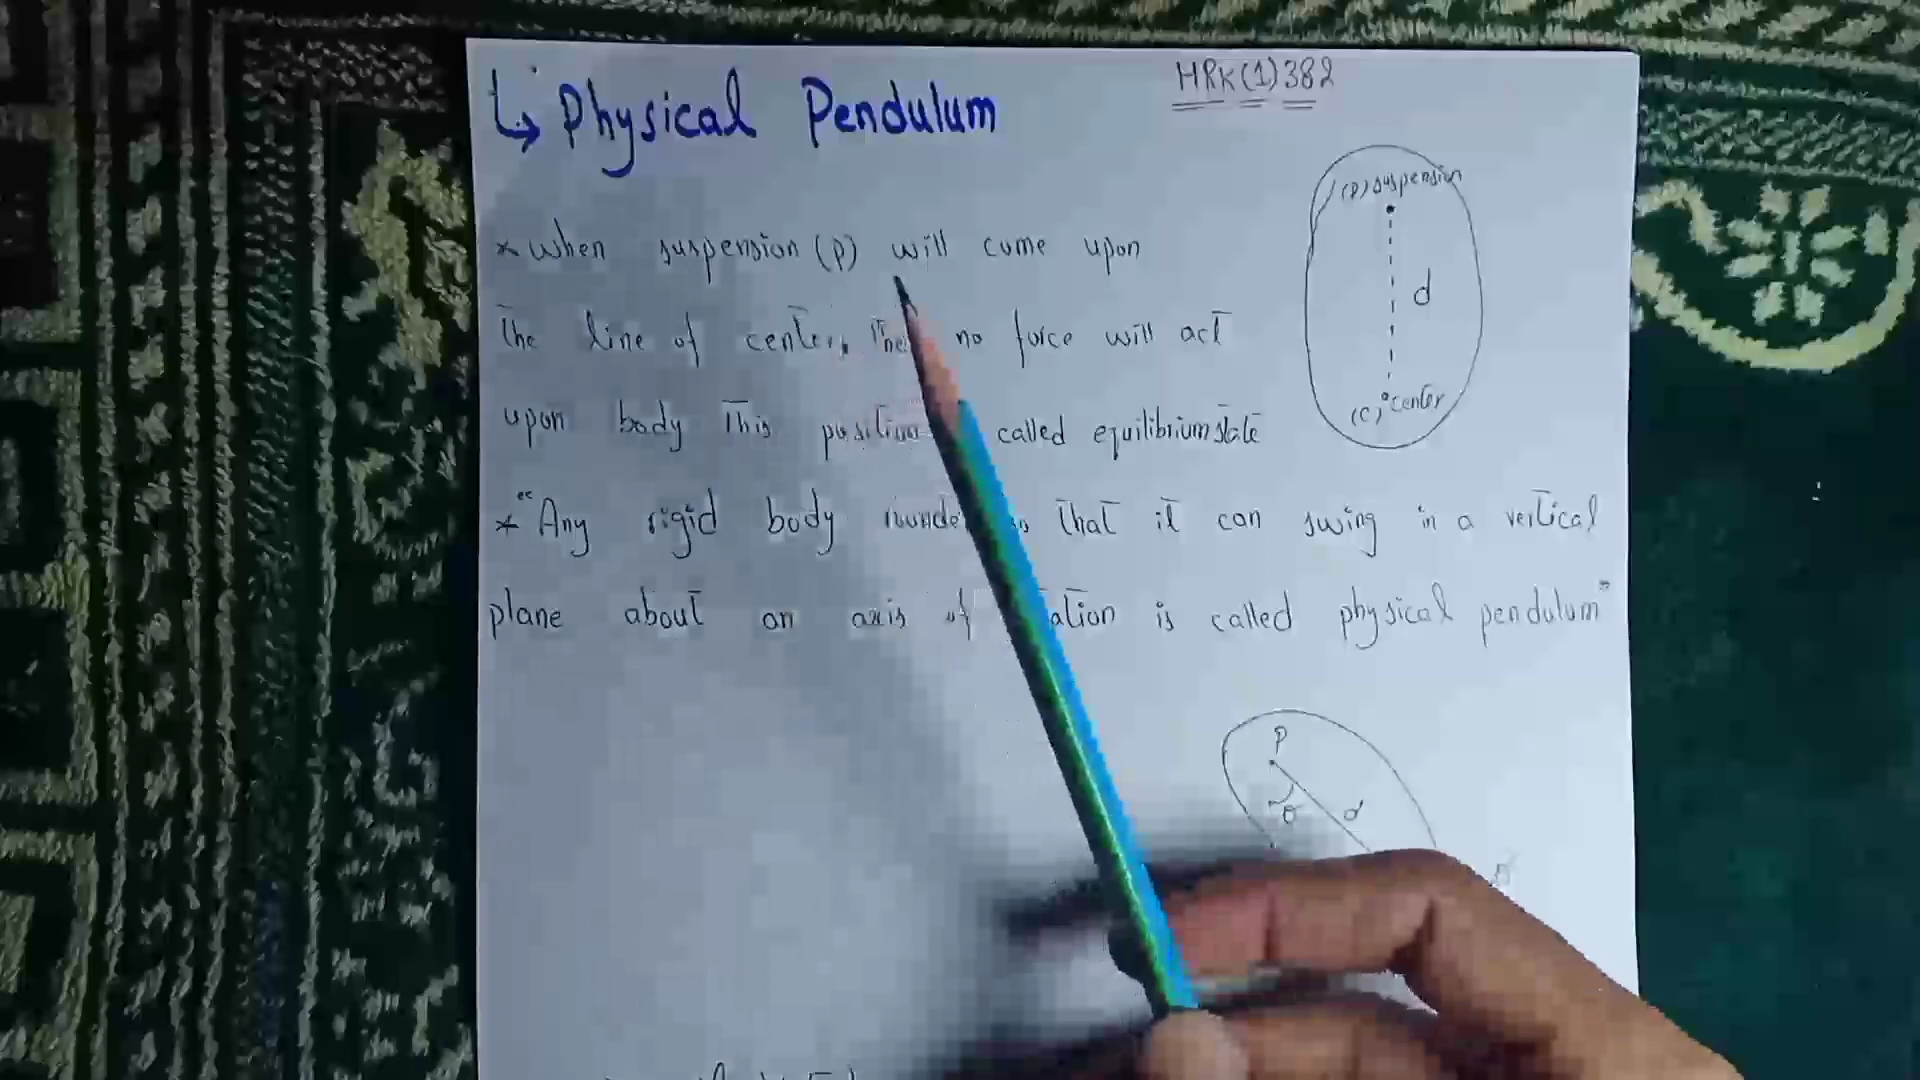 ↳ Physical Pendulum
HRK(1)382
* When suspension (P) will come upon
the line of center, no force will act
upon body This position called equilibrium state
* "Any rigid body so that it can swing in a vertical
plane about an axis of is called physical pendulum"
(P) suspension
d
(C) center
P
θ
d